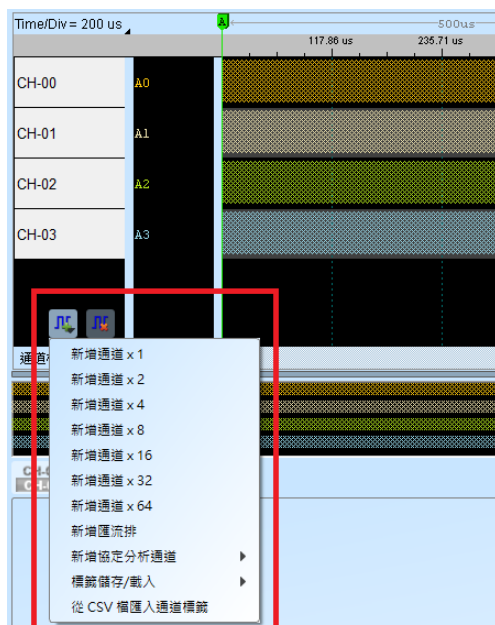 Time/Div = 200 us
A
500us
117.86 us
235.71 us
CH-00
A0
CH-01
A1
CH-02
A2
CH-03
A3
通道
新增通道 x 1
新增通道 x 2
新增通道 x 4
新增通道 x 8
新增通道 x 16
新增通道 x 32
新增通道 x 64
新增匯流排
新增協定分析通道
標籤儲存/載入
從 CSV 檔匯入通道標籤